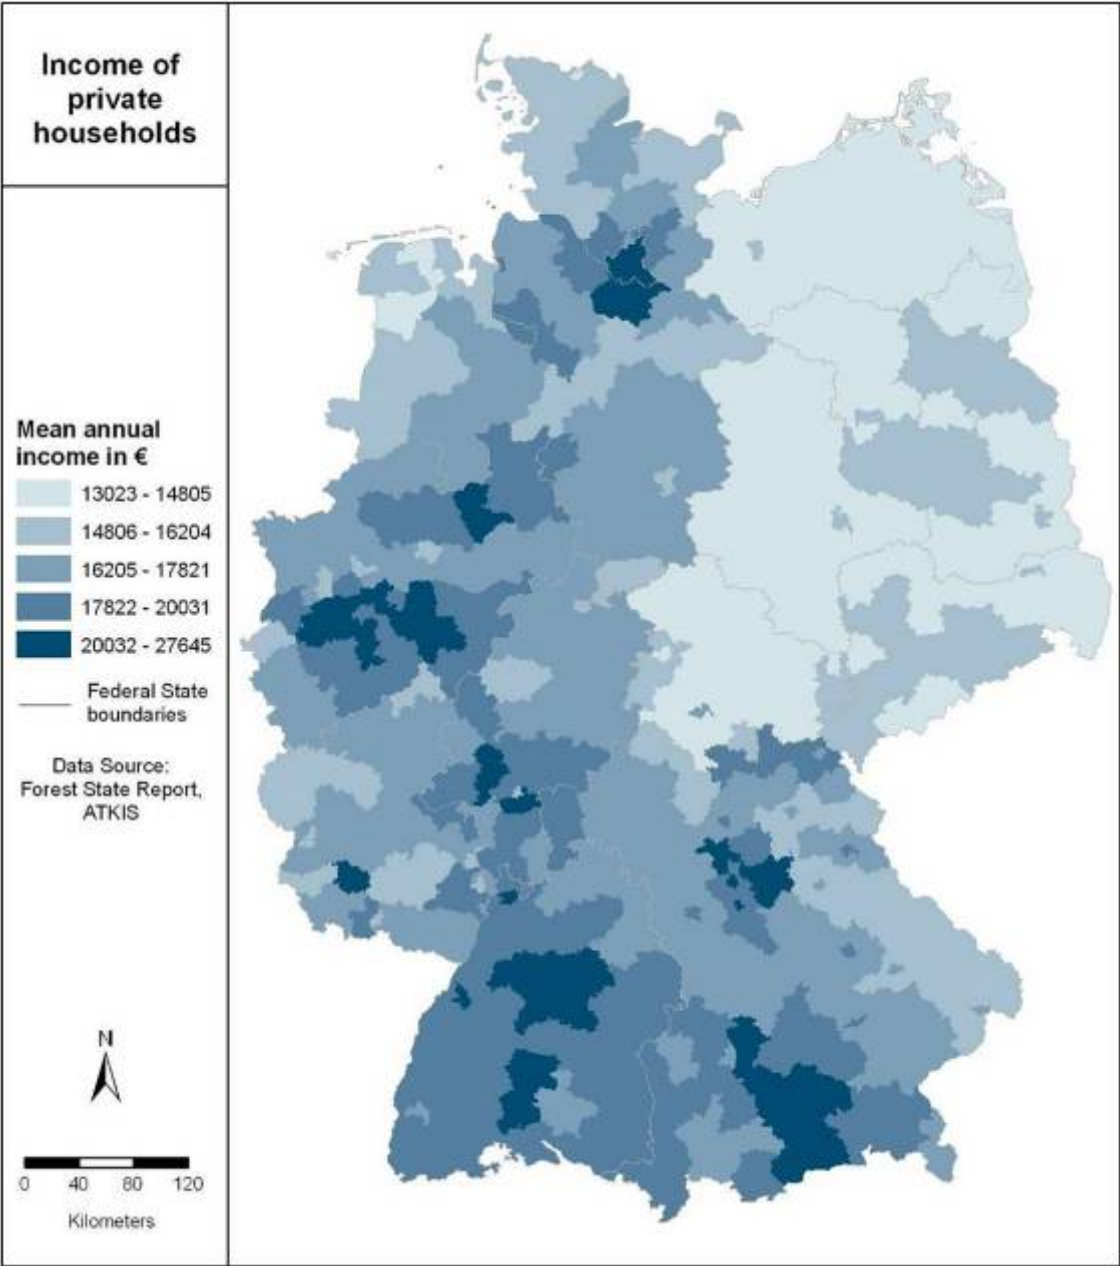 Income of
private
households
Mean annual
income in €
13023 - 14805
14806 - 16204
16205 - 17821
17822 - 20031
20032 - 27645
Federal State
boundaries
Data Source:
Forest State Report,
ATKIS
N
0 40 80 120
Kilometers